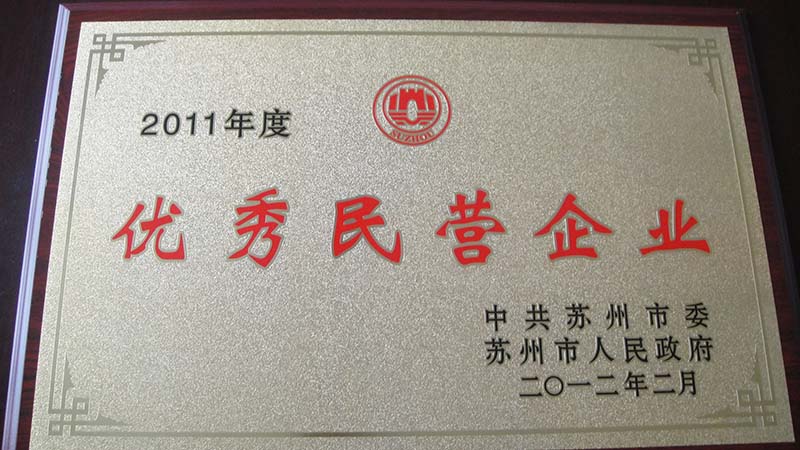 2011年度
SUZHOU
优秀民营企业
中共苏州市委
苏州市人民政府
二〇一二年二月